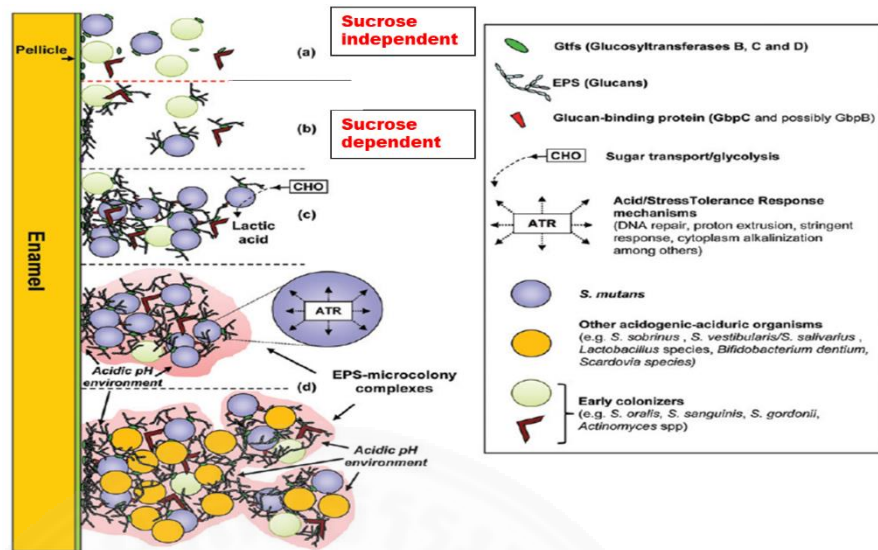 Sucrose
independent
(a)
Pellicle
(b)
Sucrose
dependent
CHO
(c)
Lactic
acid
Enamel
ATR
Acidic pH
environment
EPS-microcolony
complexes
(d)
Acidic pH
environment
Gtfs (Glucosyltransferases B, C and D)
EPS (Glucans)
Glucan-binding protein (GbpC and possibly GbpB)
CHO
Sugar transport/glycolysis
Acid/StressTolerance Response
mechanisms
(DNA repair, proton extrusion, stringent
response, cytoplasm alkalinization
among others)
ATR
S. mutans
Other acidogenic-aciduric organisms
(e.g. S. sobrinus , S. vestibularis/S. salivarius ,
Lactobacillus species, Bifidobacterium dentium,
Scardovia species)
Early colonizers
(e.g. S. oralis, S. sanguinis, S. gordonii,
Actinomyces spp)